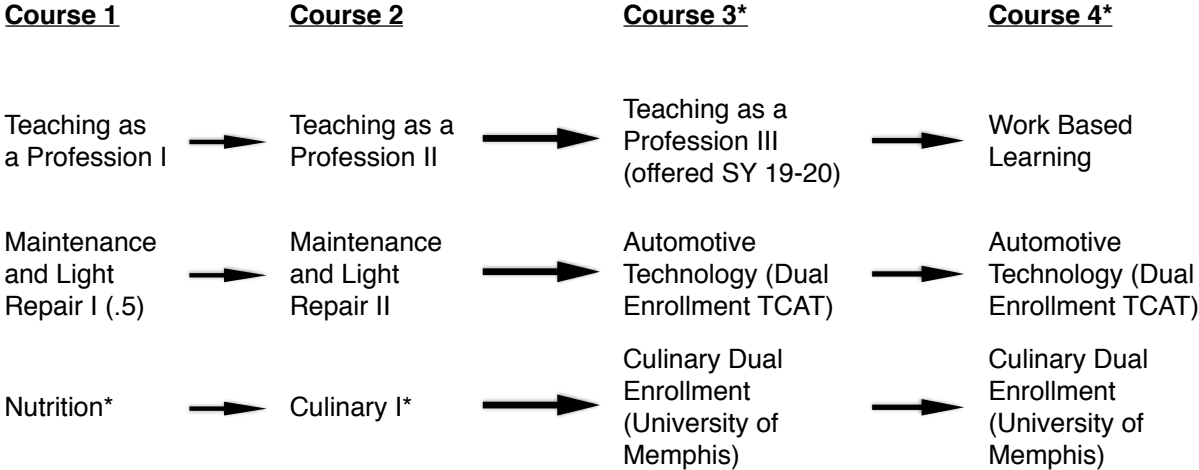 Course 1
Course 2
Course 3*
Course 4*
Teaching as
a Profession I
Teaching as a
Profession II
Teaching as a
Profession III
(offered SY 19-20)
Work Based
Learning
Maintenance
and Light
Repair I (.5)
Maintenance
and Light
Repair II
Automotive
Technology (Dual
Enrollment TCAT)
Automotive
Technology (Dual
Enrollment TCAT)
Nutrition*
Culinary I*
Culinary Dual
Enrollment
(University of
Memphis)
Culinary Dual
Enrollment
(University of
Memphis)